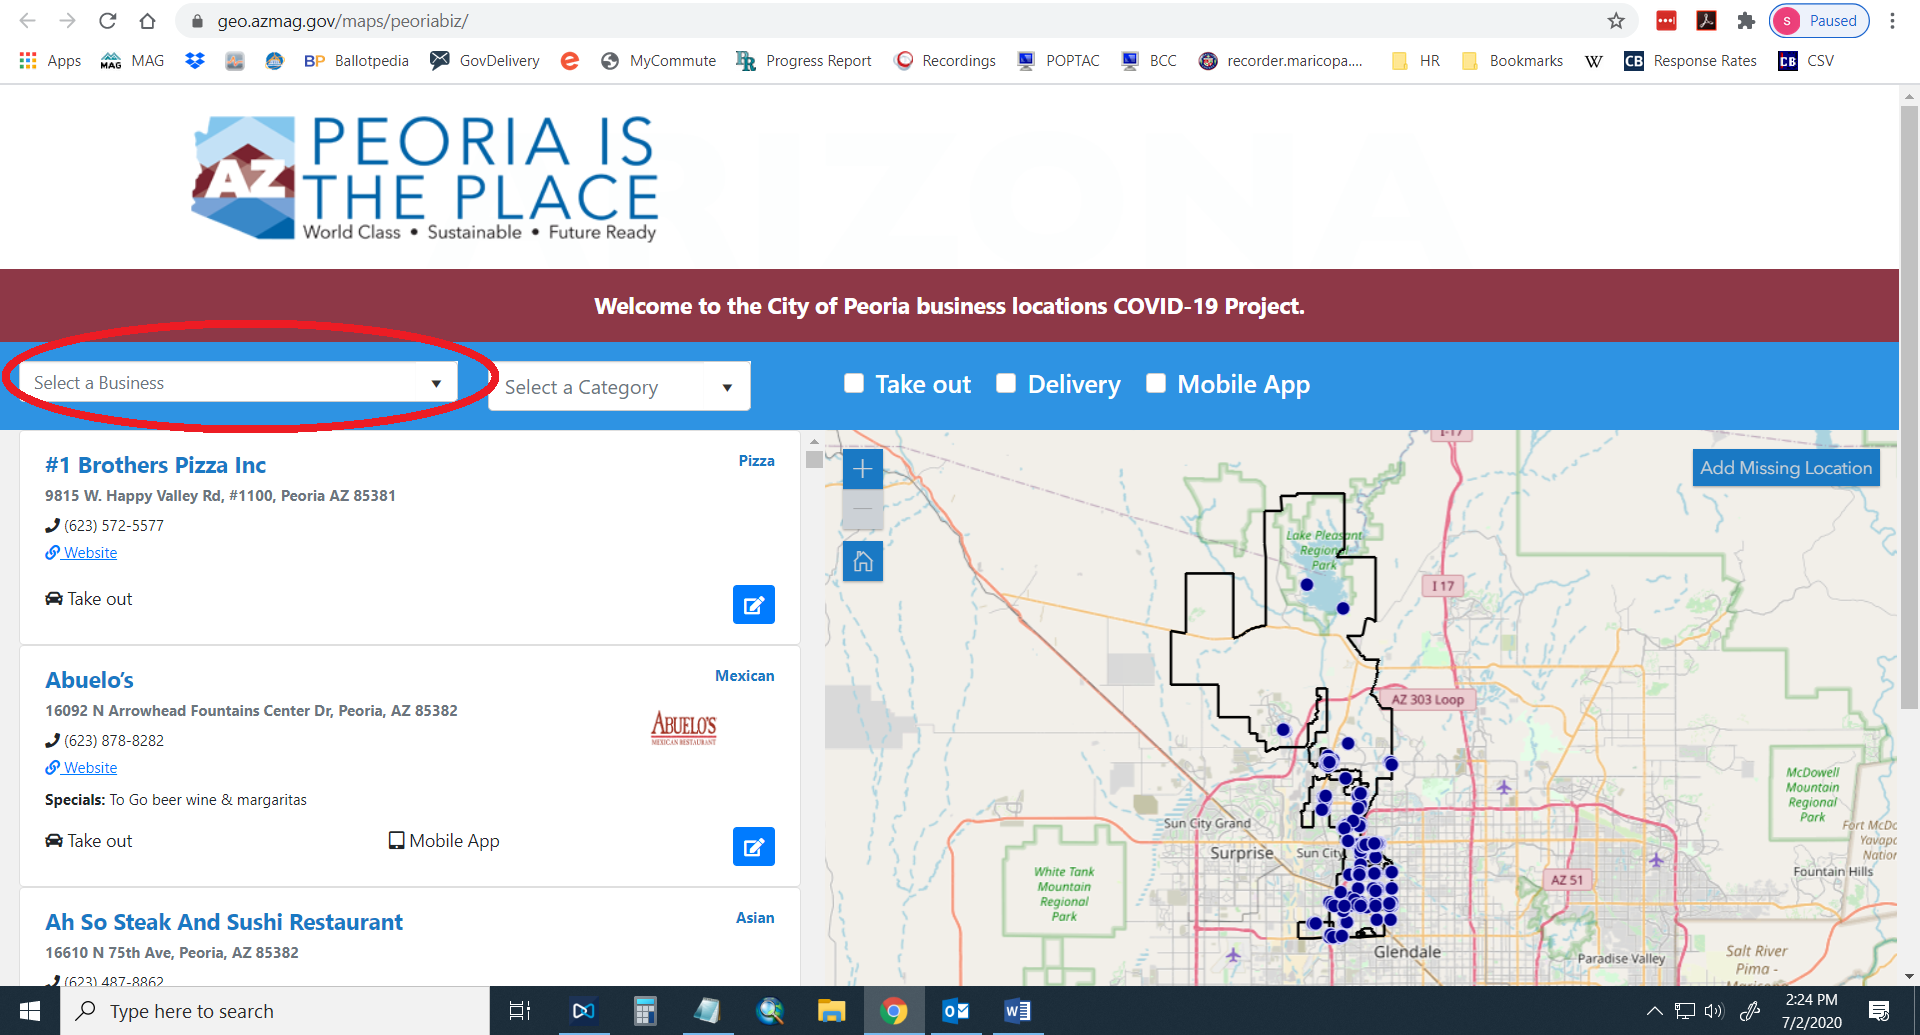 geo.azmag.gov/maps/peoriabiz/
S Paused
Apps MAG MAG BP Ballotpedia GovDelivery MyCommute Progress Report Recordings POPTAC BCC recorder.maricopa.... HR Bookmarks W CB Response Rates CB CSV
AZ
PEORIA IS
THE PLACE
World Class • Sustainable • Future Ready
Welcome to the City of Peoria business locations COVID-19 Project.
Select a Business
Select a Category
Take out Delivery Mobile App
#1 Brothers Pizza Inc
Pizza
9815 W. Happy Valley Rd, #1100, Peoria AZ 85381
(623) 572-5577
Website
Take out
Abuelo's
Mexican
16092 N Arrowhead Fountains Center Dr, Peoria, AZ 85382
ABUELO'S
MEXICAN RESTAURANT
(623) 878-8282
Website
Specials: To Go beer wine & margaritas
Take out Mobile App
Ah So Steak And Sushi Restaurant
Asian
16610 N 75th Ave, Peoria, AZ 85382
(623) 487-8862
+
−
Add Missing Location
I-17
Lake Pleasant
Regional
Park
I 17
AZ 303 Loop
McDowell
Mountain
Regional
Park
Sun City Grand
Surprise
Sun City
White Tank
Mountain
Regional
Park
AZ 51
Fountain Hills
Glendale
Paradise Valley
Salt River
Pima -
Type here to search
2:24 PM
7/2/2020